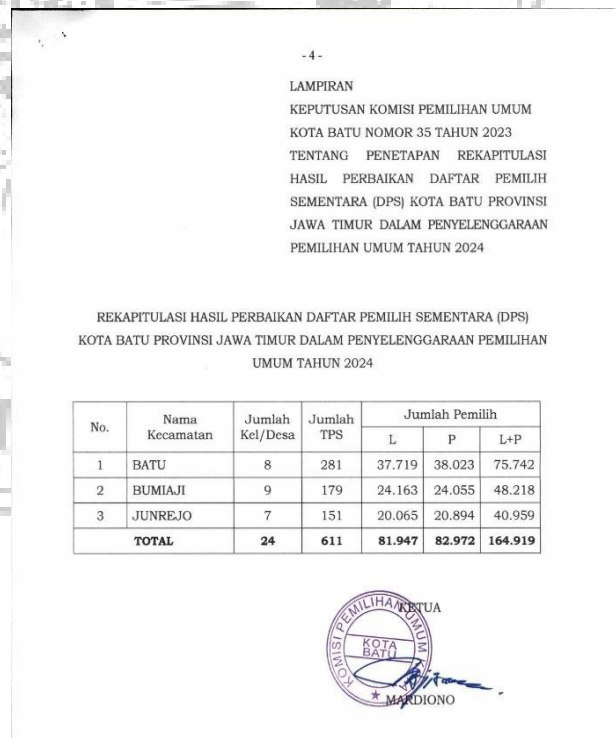 - 4 -
LAMPIRAN
KEPUTUSAN KOMISI PEMILIHAN UMUM
KOTA BATU NOMOR 35 TAHUN 2023
TENTANG PENETAPAN REKAPITULASI
HASIL PERBAIKAN DAFTAR PEMILIH
SEMENTARA (DPS) KOTA BATU PROVINSI
JAWA TIMUR DALAM PENYELENGGARAAN
PEMILIHAN UMUM TAHUN 2024
REKAPITULASI HASIL PERBAIKAN DAFTAR PEMILIH SEMENTARA (DPS)
KOTA BATU PROVINSI JAWA TIMUR DALAM PENYELENGGARAAN PEMILIHAN
UMUM TAHUN 2024
No. Nama Kecamatan Jumlah Kel/Desa Jumlah TPS Jumlah Pemilih
L P L+P
1 BATU 8 281 37.719 38.023 75.742
2 BUMIAJI 9 179 24.163 24.055 48.218
3 JUNREJO 7 151 20.065 20.894 40.959
TOTAL 24 611 81.947 82.972 164.919
KETUA
KOMISI PEMILIHAN UMUM
KOTA
BATU
MARDIONO